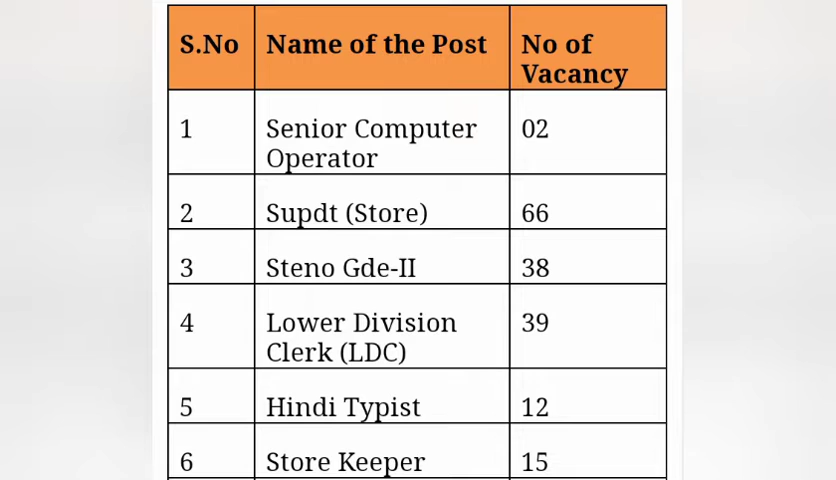 S.No Name of the Post No of
Vacancy
1 Senior Computer 02
Operator
2 Supdt (Store) 66
3 Steno Gde-II 38
4 Lower Division 39
Clerk (LDC)
5 Hindi Typist 12
6 Store Keeper 15